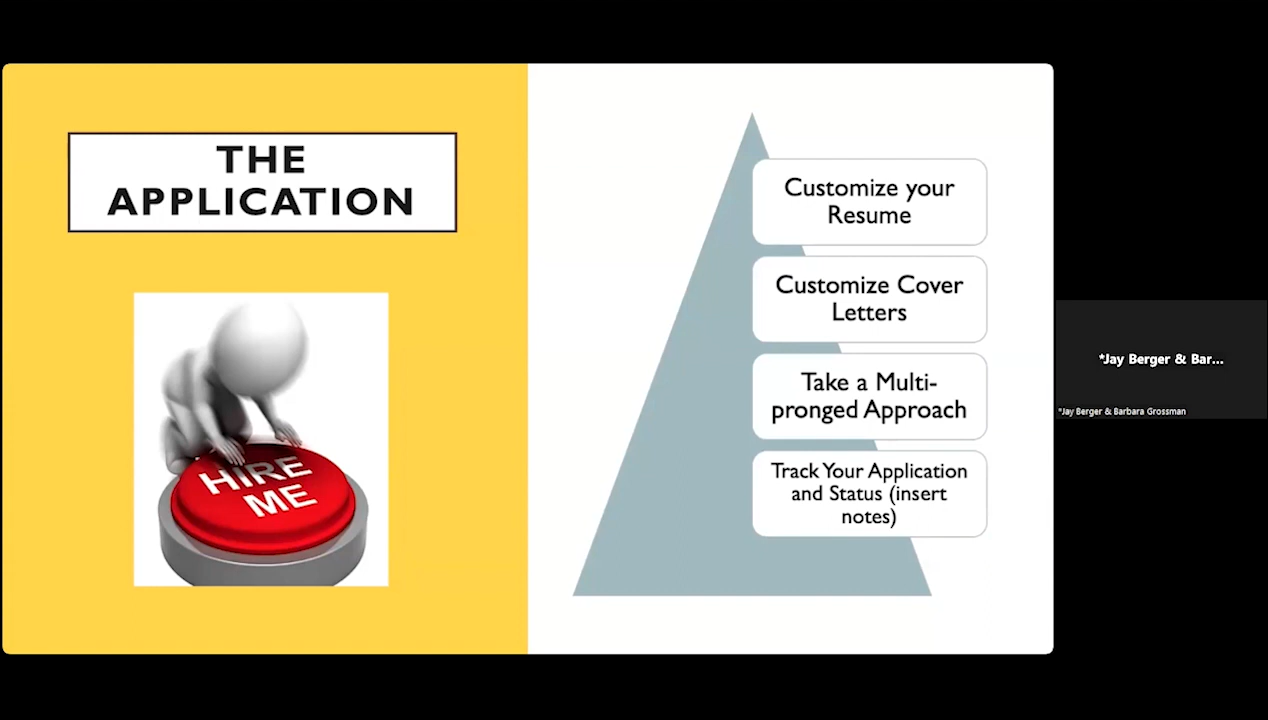 THE
APPLICATION
HIRE
ME
Customize your
Resume
Customize Cover
Letters
Take a Multi-
pronged Approach
Track Your Application
and Status (insert
notes)
*Jay Berger & Bar...
*Jay Berger & Barbara Grossman